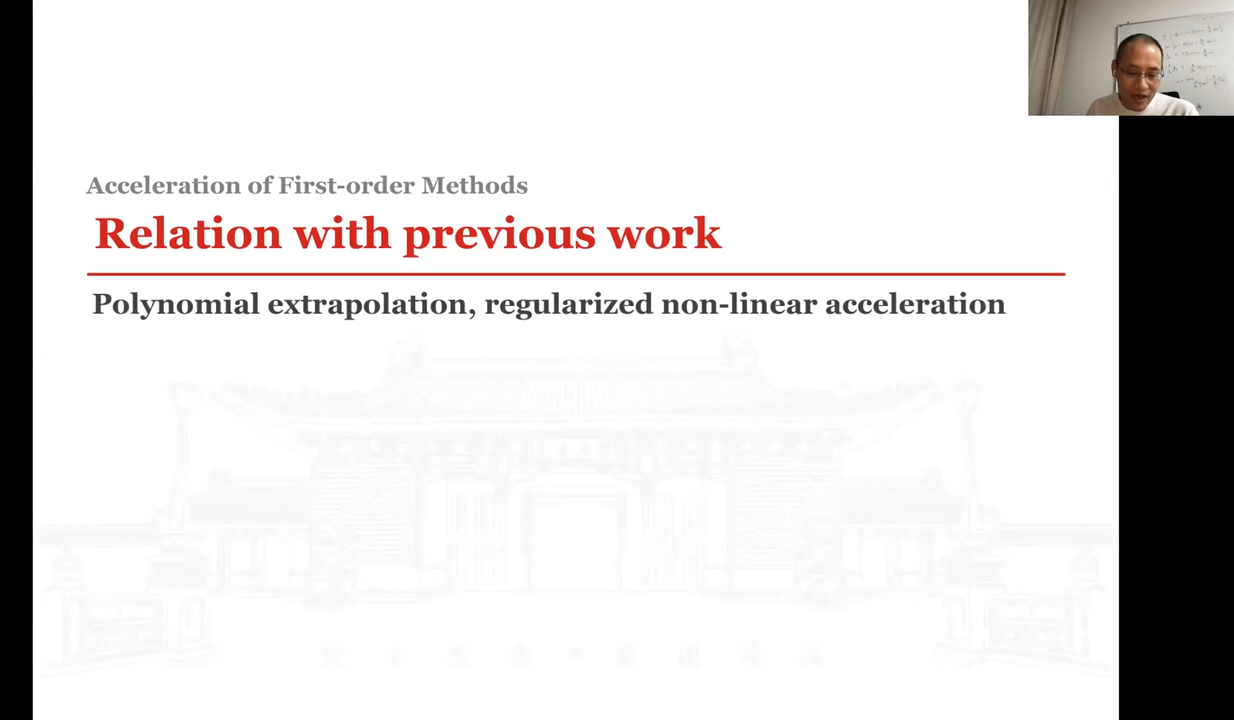 Acceleration of First-order Methods
Relation with previous work
Polynomial extrapolation, regularized non-linear acceleration